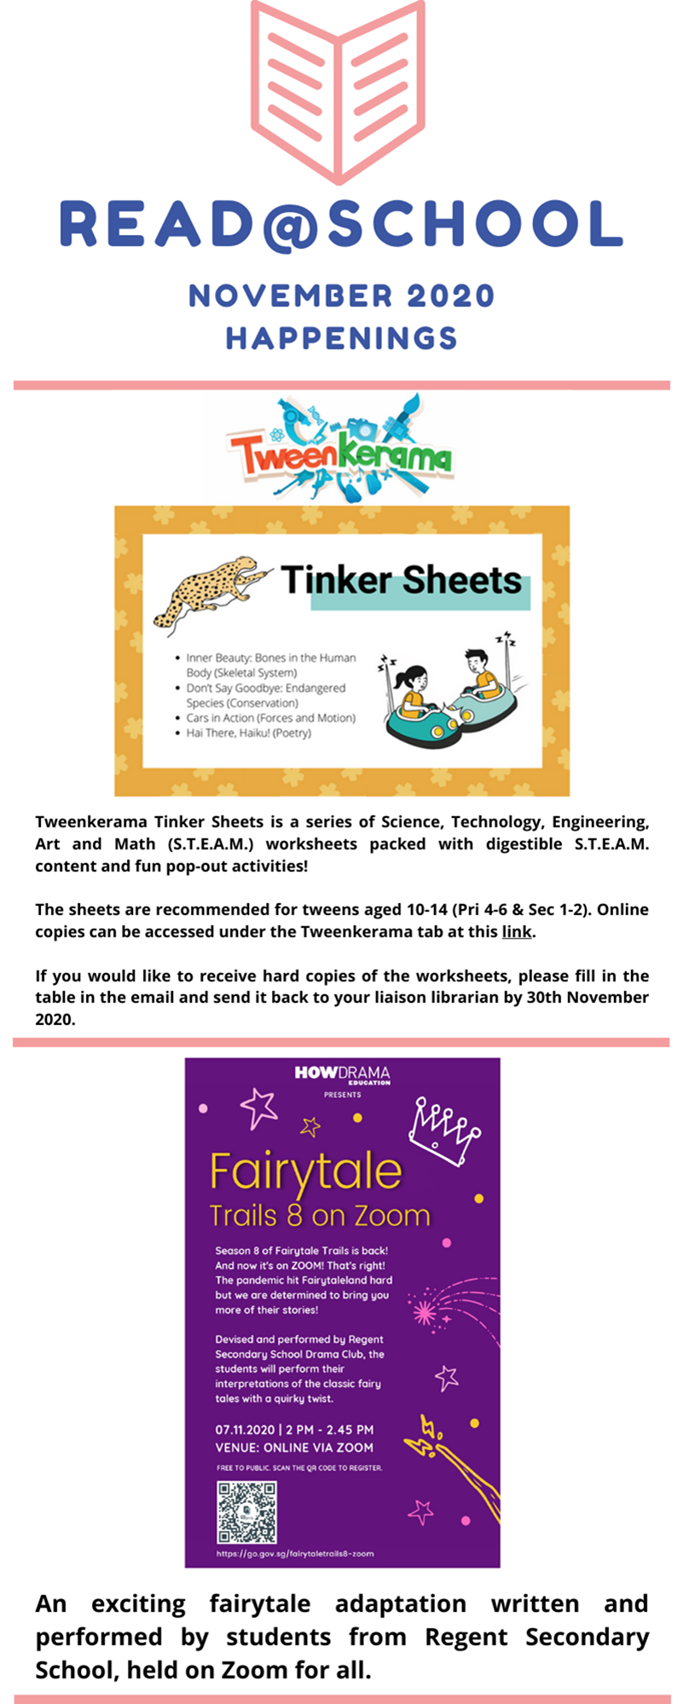 READ@SCHOOL
NOVEMBER 2020
HAPPENINGS
Tweenkerama
Tinker Sheets
• Inner Beauty: Bones in the Human
Body (Skeletal System)
• Don't Say Goodbye: Endangered
Species (Conservation)
• Cars in Action (Forces and Motion)
• Hai There, Haiku! (Poetry)
Tweenkerama Tinker Sheets is a series of Science, Technology, Engineering,
Art and Math (S.T.E.A.M.) worksheets packed with digestible S.T.E.A.M.
content and fun pop-out activities!
The sheets are recommended for tweens aged 10-14 (Pri 4-6 & Sec 1-2). Online
copies can be accessed under the Tweenkerama tab at this link.
If you would like to receive hard copies of the worksheets, please fill in the
table in the email and send it back to your liaison librarian by 30th November
2020.
HOWDRAMA
EDUCATION
PRESENTS
Fairytale
Trails 8 on Zoom
Season 8 of Fairytale Trails is back!
And now it's on ZOOM! That's right!
The pandemic hit Fairytaleland hard
but we are determined to bring you
more of their stories!
Devised and performed by Regent
Secondary School Drama Club, the
students will perform their
interpretations of the classic fairy
tales with a quirky twist.
07.11.2020 | 2 PM - 2.45 PM
VENUE: ONLINE VIA ZOOM
FREE TO PUBLIC. SCAN THE QR CODE TO REGISTER.
https://go.gov.sg/fairytaletrails8-zoom
An exciting fairytale adaptation written and
performed by students from Regent Secondary
School, held on Zoom for all.